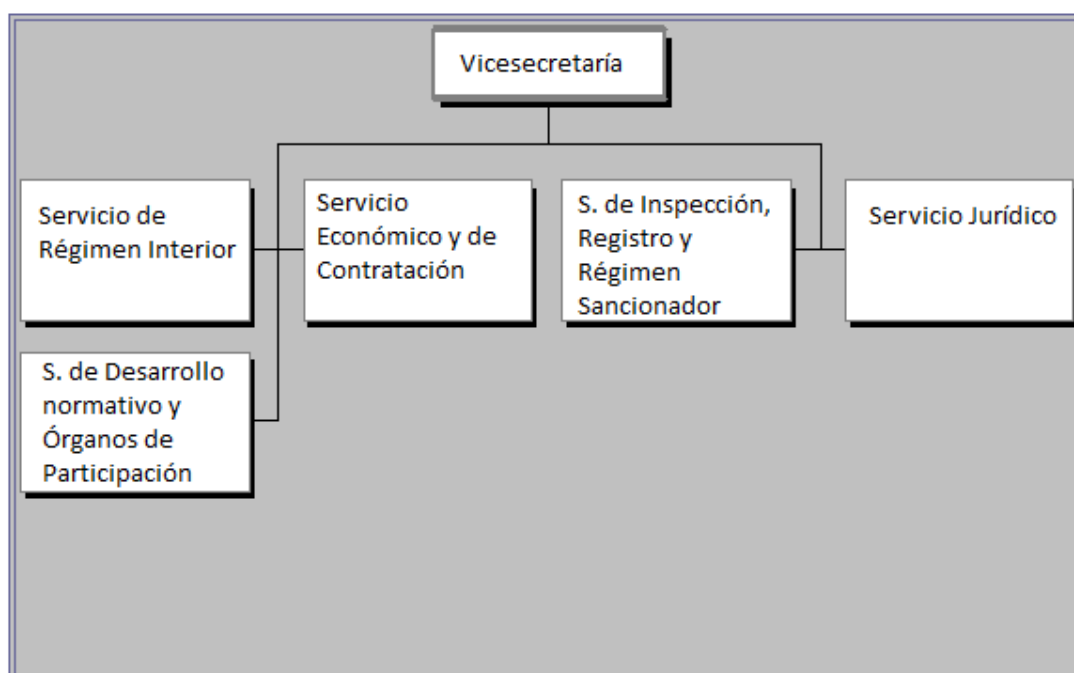 Vicesecretaría
Servicio de
Régimen Interior
Servicio
Económico y de
Contratación
S. de Inspección,
Registro y
Régimen
Sancionador
Servicio Jurídico
S. de Desarrollo
normativo y
Órganos de
Participación